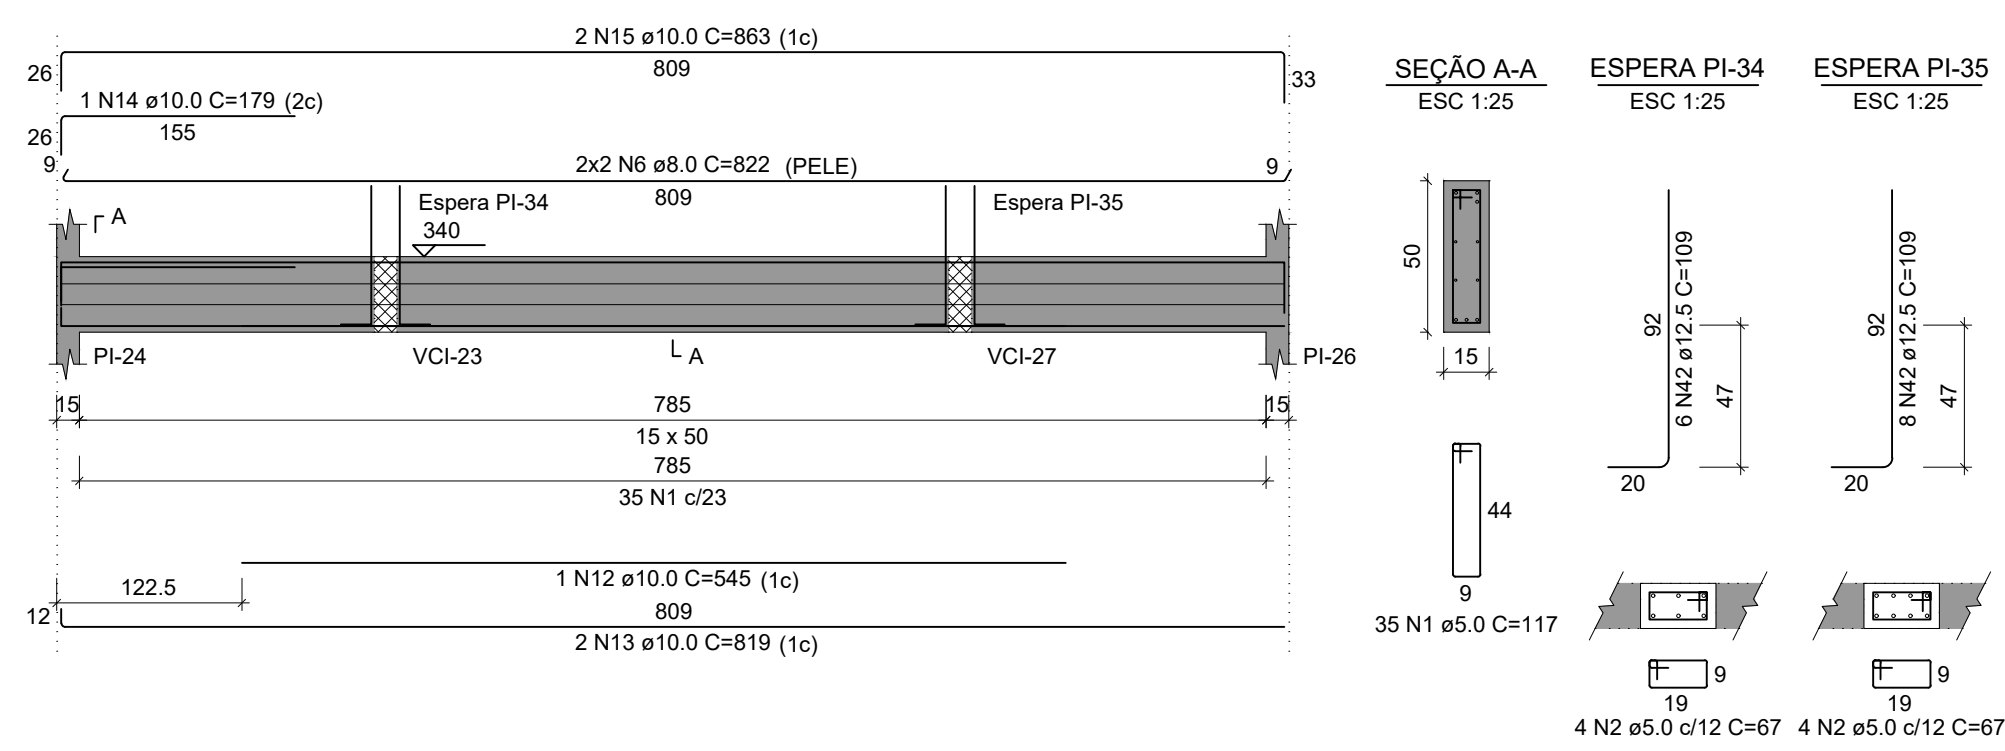 2 N15 ø10.0 C=863 (1c)
809
26
33
1 N14 ø10.0 C=179 (2c)
155
26
9
2x2 N6 ø8.0 C=822 (PELE)
9
809
Espera PI-34
Espera PI-35
A
340
PI-24
VCI-23
A
VCI-27
PI-26
15
785
15
15 x 50
785
35 N1 c/23
1 N12 ø10.0 C=545 (1c)
122.5
809
12
2 N13 ø10.0 C=819 (1c)
SEÇÃO A-A
ESC 1:25
50
15
44
9
35 N1 ø5.0 C=117
ESPERA PI-34
ESC 1:25
92
6 N42 ø12.5 C=109
47
20
9
19
4 N2 ø5.0 c/12 C=67
ESPERA PI-35
ESC 1:25
92
8 N42 ø12.5 C=109
47
20
9
19
4 N2 ø5.0 c/12 C=67